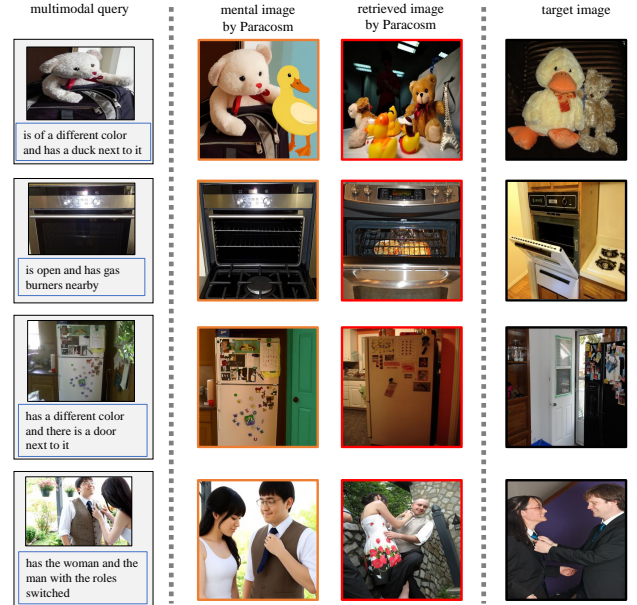 multimodal query
mental image
by Paracosm
retrieved image
by Paracosm
target image
is of a different color
and has a duck next to it
is open and has gas
burners nearby
has a different color
and there is a door
next to it
has the woman and the
man with the roles
switched